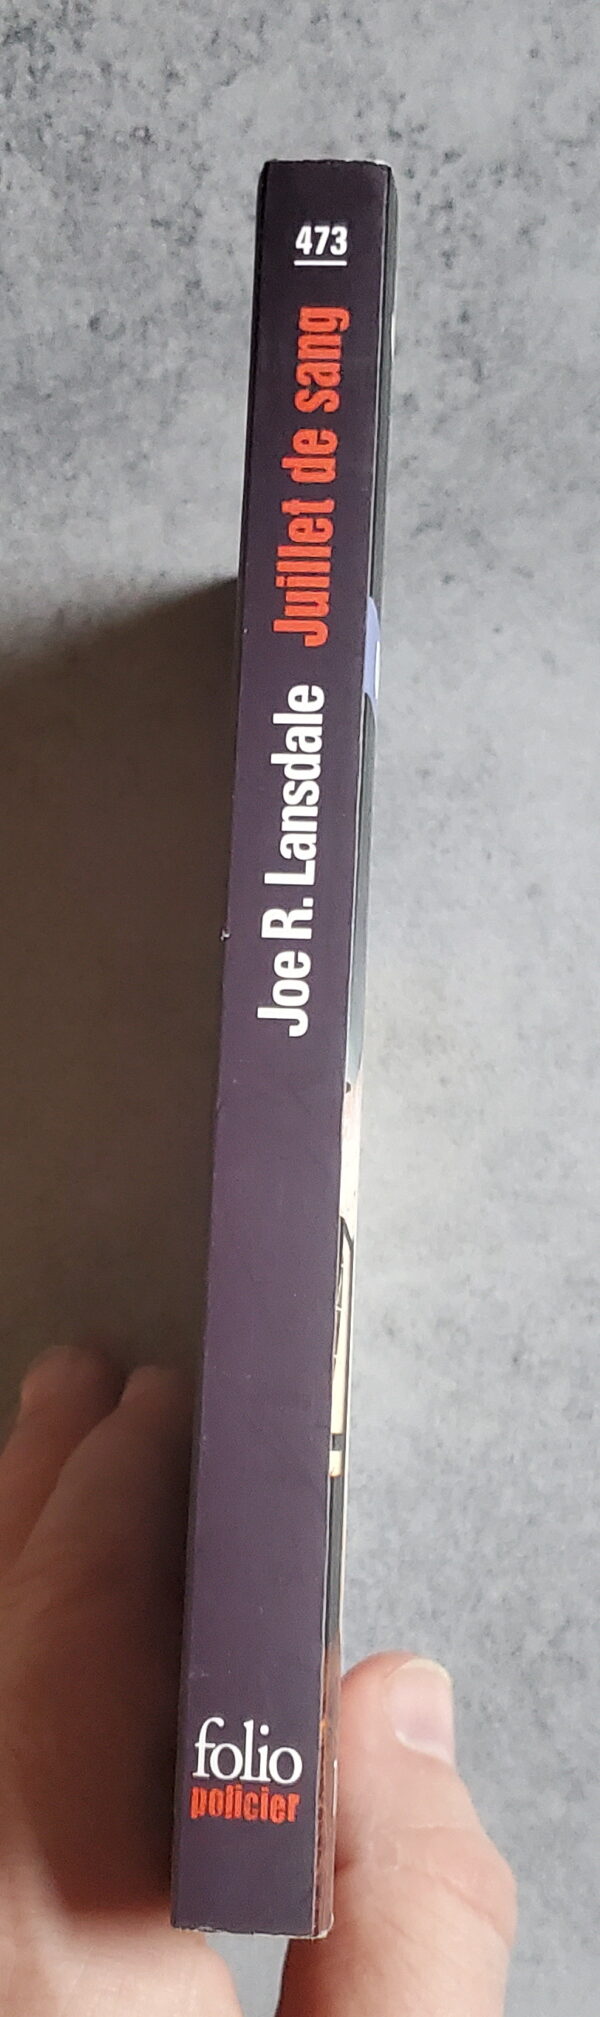 473
Joe R. Lansdale Juillet de sang
folio
policier